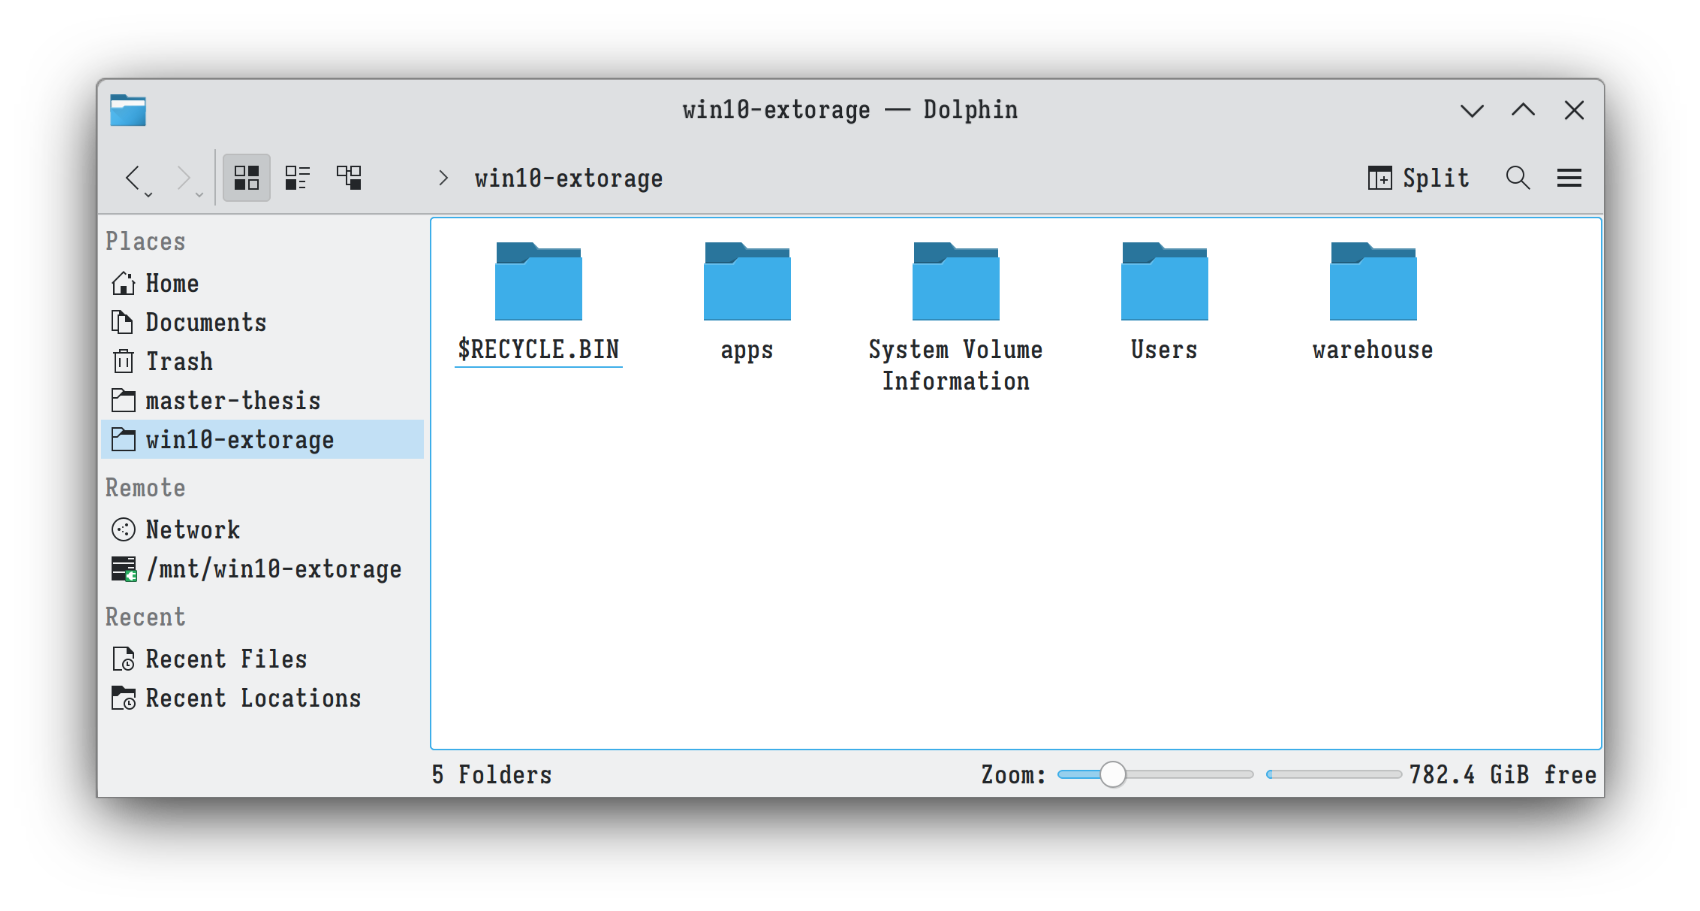 win10-extorage — Dolphin
win10-extorage
Split
Places
Home
Documents
Trash
master-thesis
win10-extorage
Remote
Network
/mnt/win10-extorage
Recent
Recent Files
Recent Locations
$RECYCLE.BIN
apps
System Volume
Information
Users
warehouse
5 Folders
Zoom:
782.4 GiB free